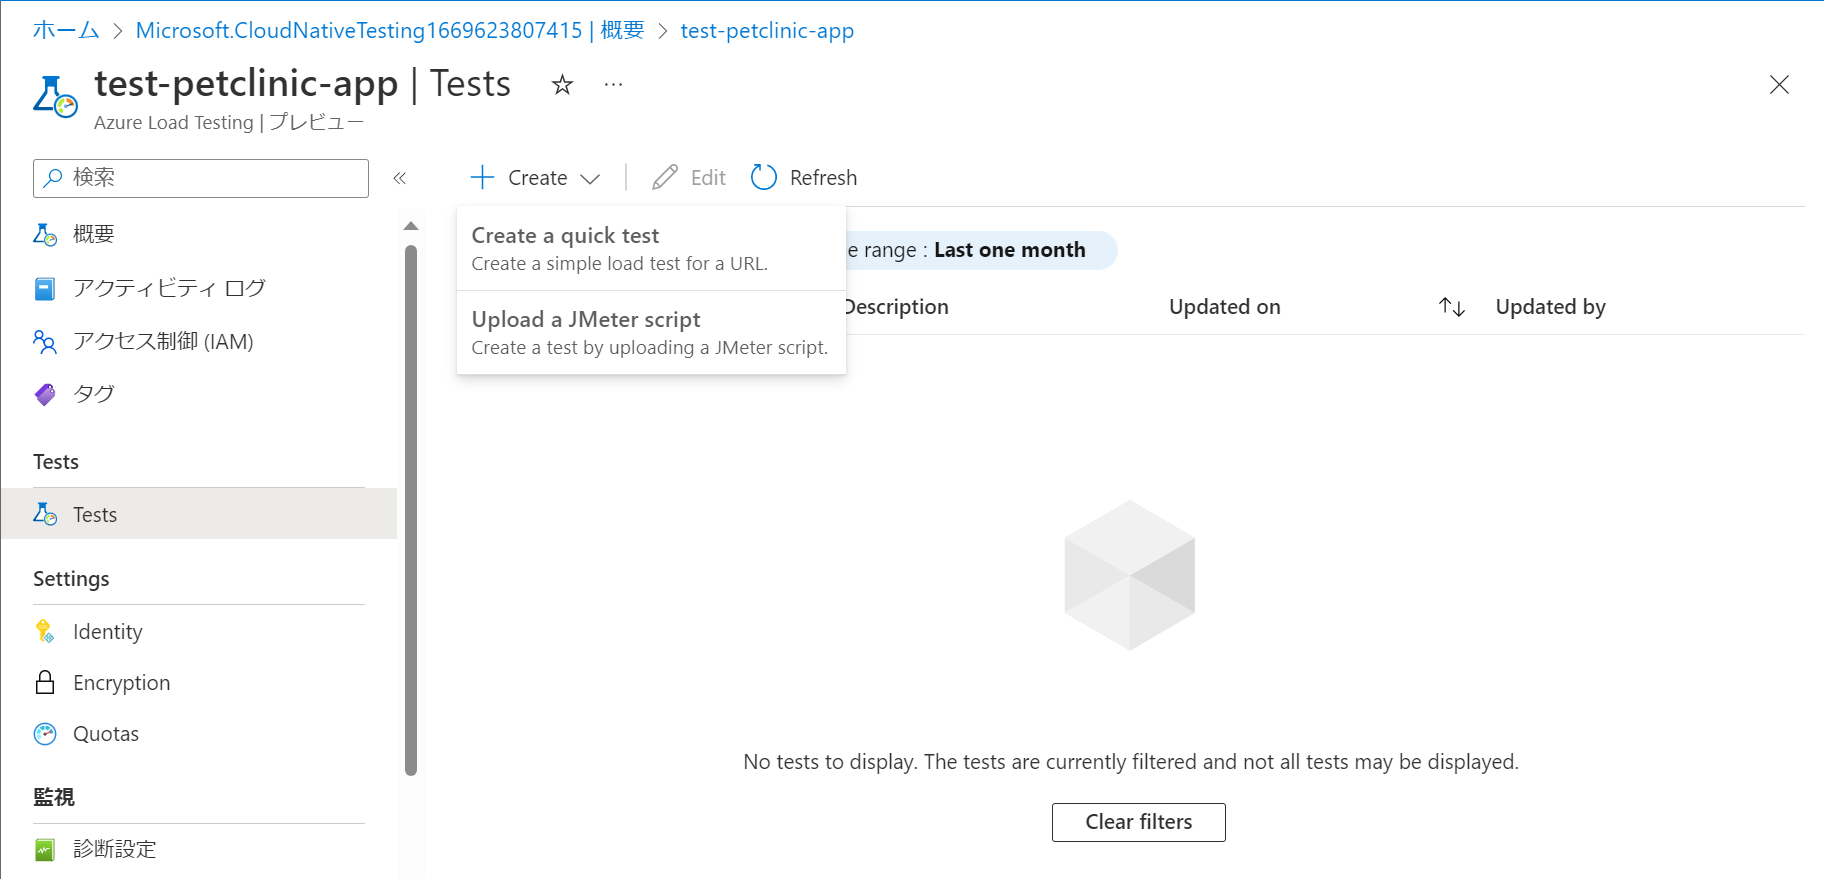 ホーム > Microsoft.CloudNativeTesting1669623807415 | 概要 > test-petclinic-app
test-petclinic-app | Tests
Azure Load Testing | プレビュー
検索
概要
アクティビティ ログ
アクセス制御 (IAM)
タグ
Tests
Tests
Settings
Identity
Encryption
Quotas
監視
診断設定
Create Edit Refresh
Create a quick test
Create a simple load test for a URL.
Upload a JMeter script
Create a test by uploading a JMeter script.
e range : Last one month
Description Updated on Updated by
No tests to display. The tests are currently filtered and not all tests may be displayed.
Clear filters